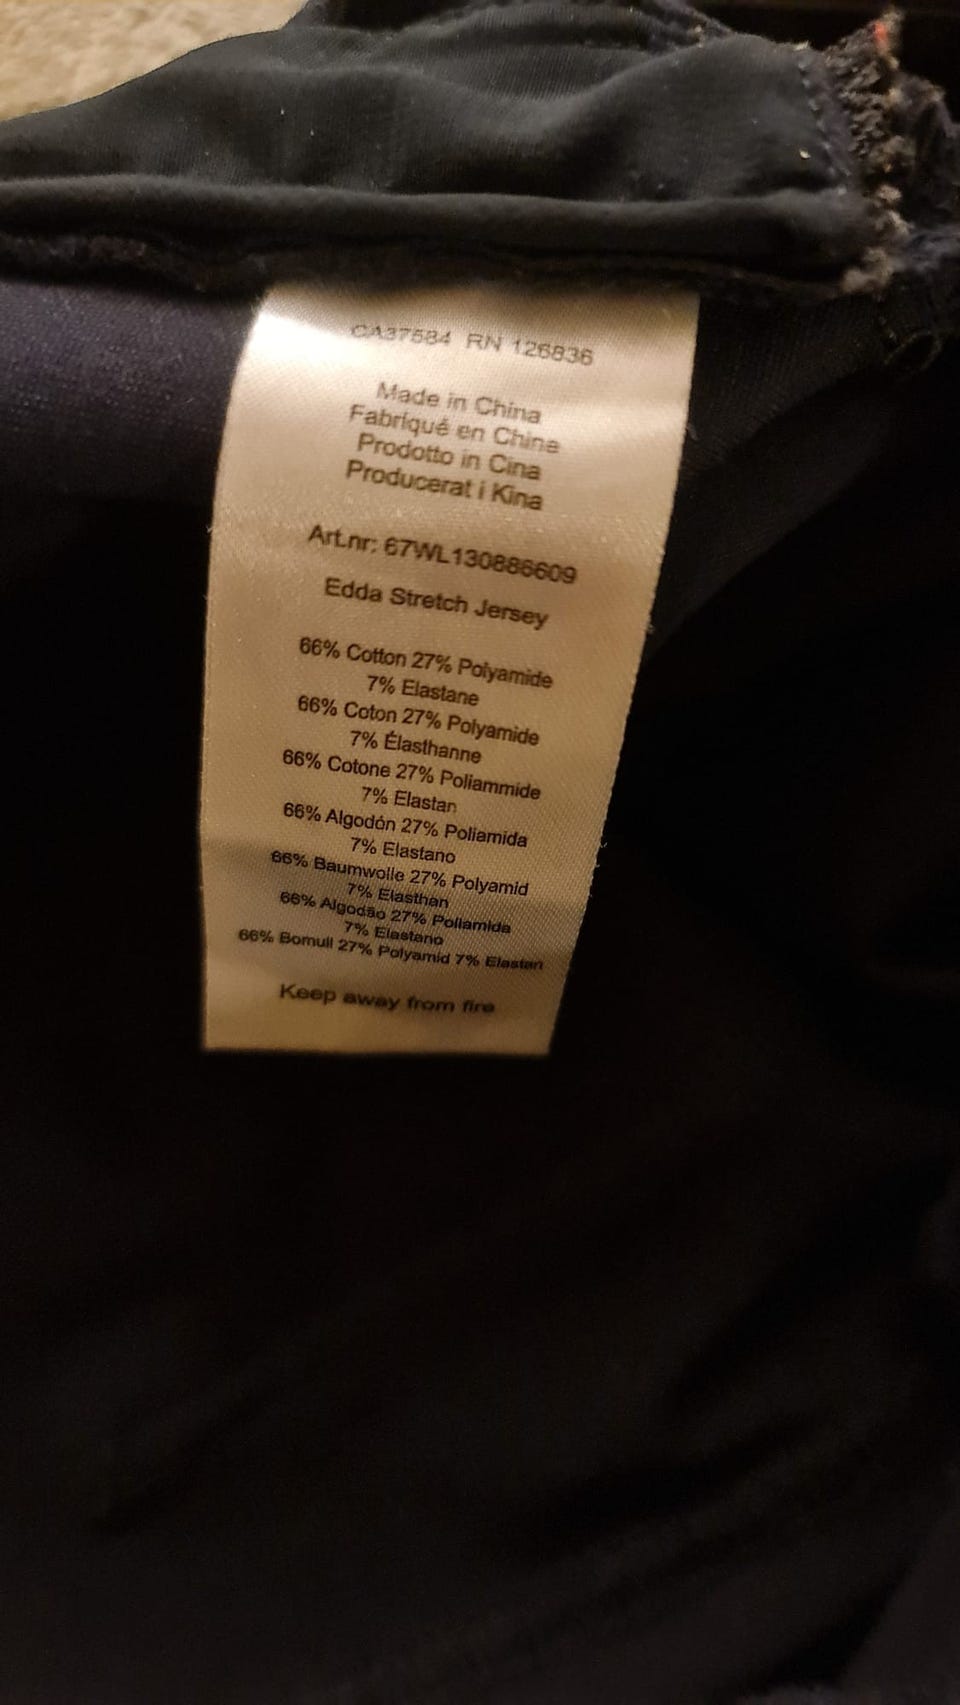 CA37584 RN 126836
Made in China
Fabriqué en Chine
Prodotto in Cina
Producerat i Kina
Art.nr: 67WL130886609
Edda Stretch Jersey
66% Cotton 27% Polyamide
7% Elastane
66% Coton 27% Polyamide
7% Élasthanne
66% Cotone 27% Poliammide
7% Elastan
66% Algodón 27% Poliamida
7% Elastano
66% Baumwolle 27% Polyamid
7% Elasthan
66% Algodão 27% Poliamida
7% Elastano
66% Bomull 27% Polyamid 7% Elastan
Keep away from fire